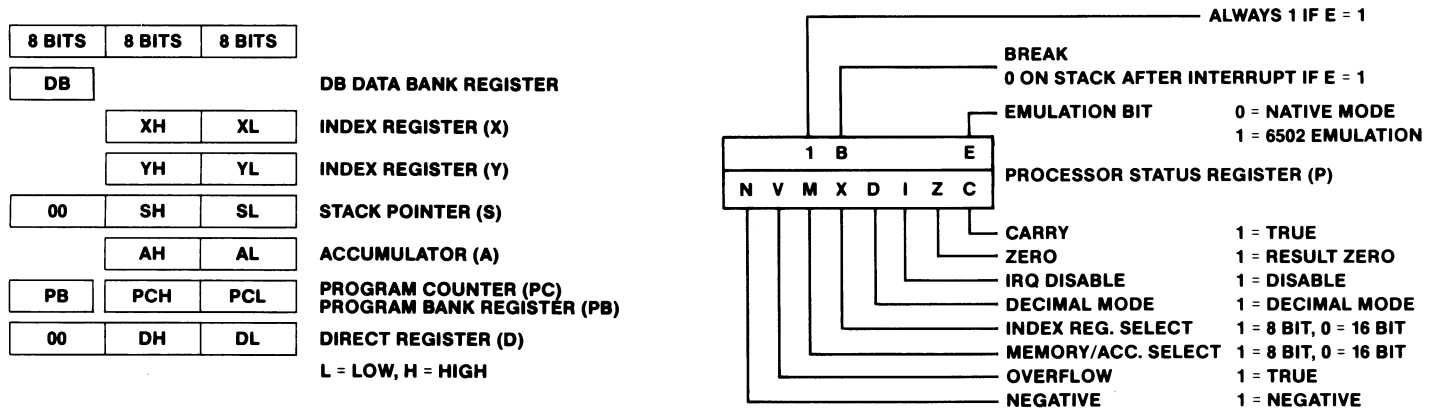 8 BITS 8 BITS 8 BITS
DB DB DATA BANK REGISTER
XH XL INDEX REGISTER (X)
YH YL INDEX REGISTER (Y)
00 SH SL STACK POINTER (S)
AH AL ACCUMULATOR (A)
PB PCH PCL PROGRAM COUNTER (PC)
PROGRAM BANK REGISTER (PB)
00 DH DL DIRECT REGISTER (D)
L = LOW, H = HIGH
ALWAYS 1 IF E = 1
BREAK
0 ON STACK AFTER INTERRUPT IF E = 1
EMULATION BIT 0 = NATIVE MODE
1 = 6502 EMULATION
1 B E
PROCESSOR STATUS REGISTER (P)
N V M X D I Z C
CARRY 1 = TRUE
ZERO 1 = RESULT ZERO
IRQ DISABLE 1 = DISABLE
DECIMAL MODE 1 = DECIMAL MODE
INDEX REG. SELECT 1 = 8 BIT, 0 = 16 BIT
MEMORY/ACC. SELECT 1 = 8 BIT, 0 = 16 BIT
OVERFLOW 1 = TRUE
NEGATIVE 1 = NEGATIVE